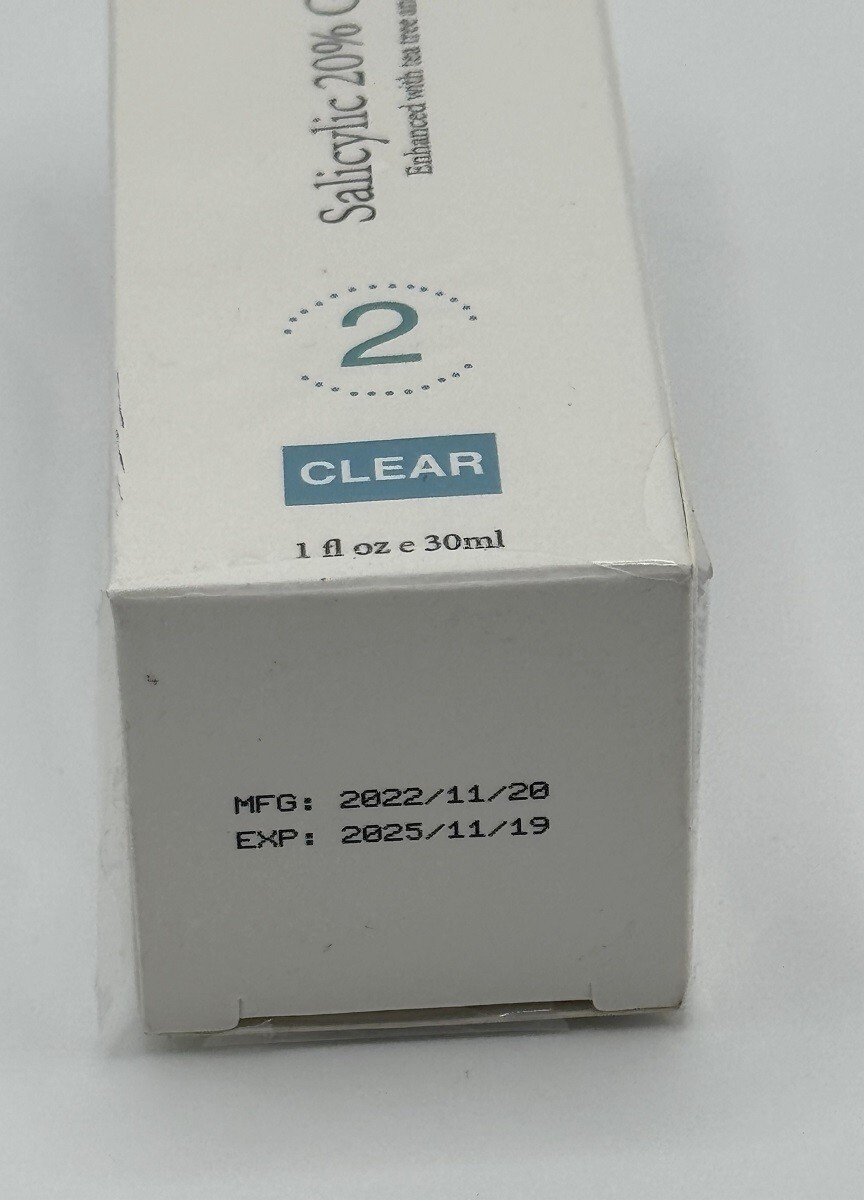 Salicylic 20%
Enhanced with tea tree
2
CLEAR
1 fl oz e 30ml
MFG: 2022/11/20
EXP: 2025/11/19